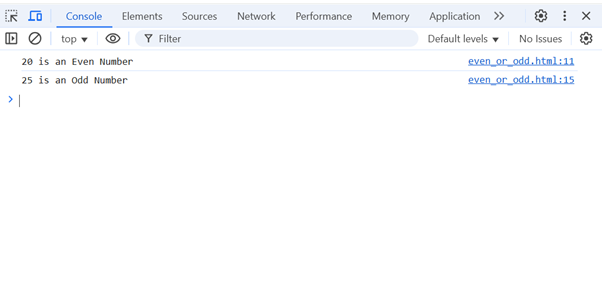 Console Elements Sources Network Performance Memory Application
top Filter Default levels No Issues
20 is an Even Number even_or_odd.html:11
25 is an Odd Number even_or_odd.html:15